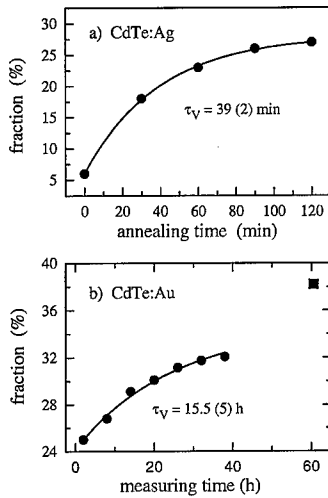 a) CdTe:Ag
fraction (%)
30
25
20
15
10
5
τV = 39 (2) min
0 20 40 60 80 100 120
annealing time (min)
b) CdTe:Au
fraction (%)
40
36
32
28
24
τV = 15.5 (5) h
0 20 40 60
measuring time (h)